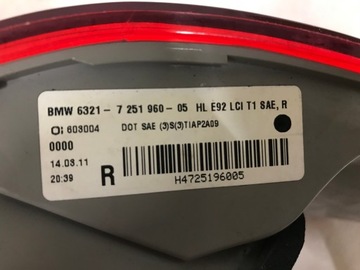 BMW 6321- 7 251 960- 05 HL E92 LCI T1 SAE, R
603004 DOT SAE (3)S(3)TIAP2A09
0000
14.03.11
20:39 R
H4725196005